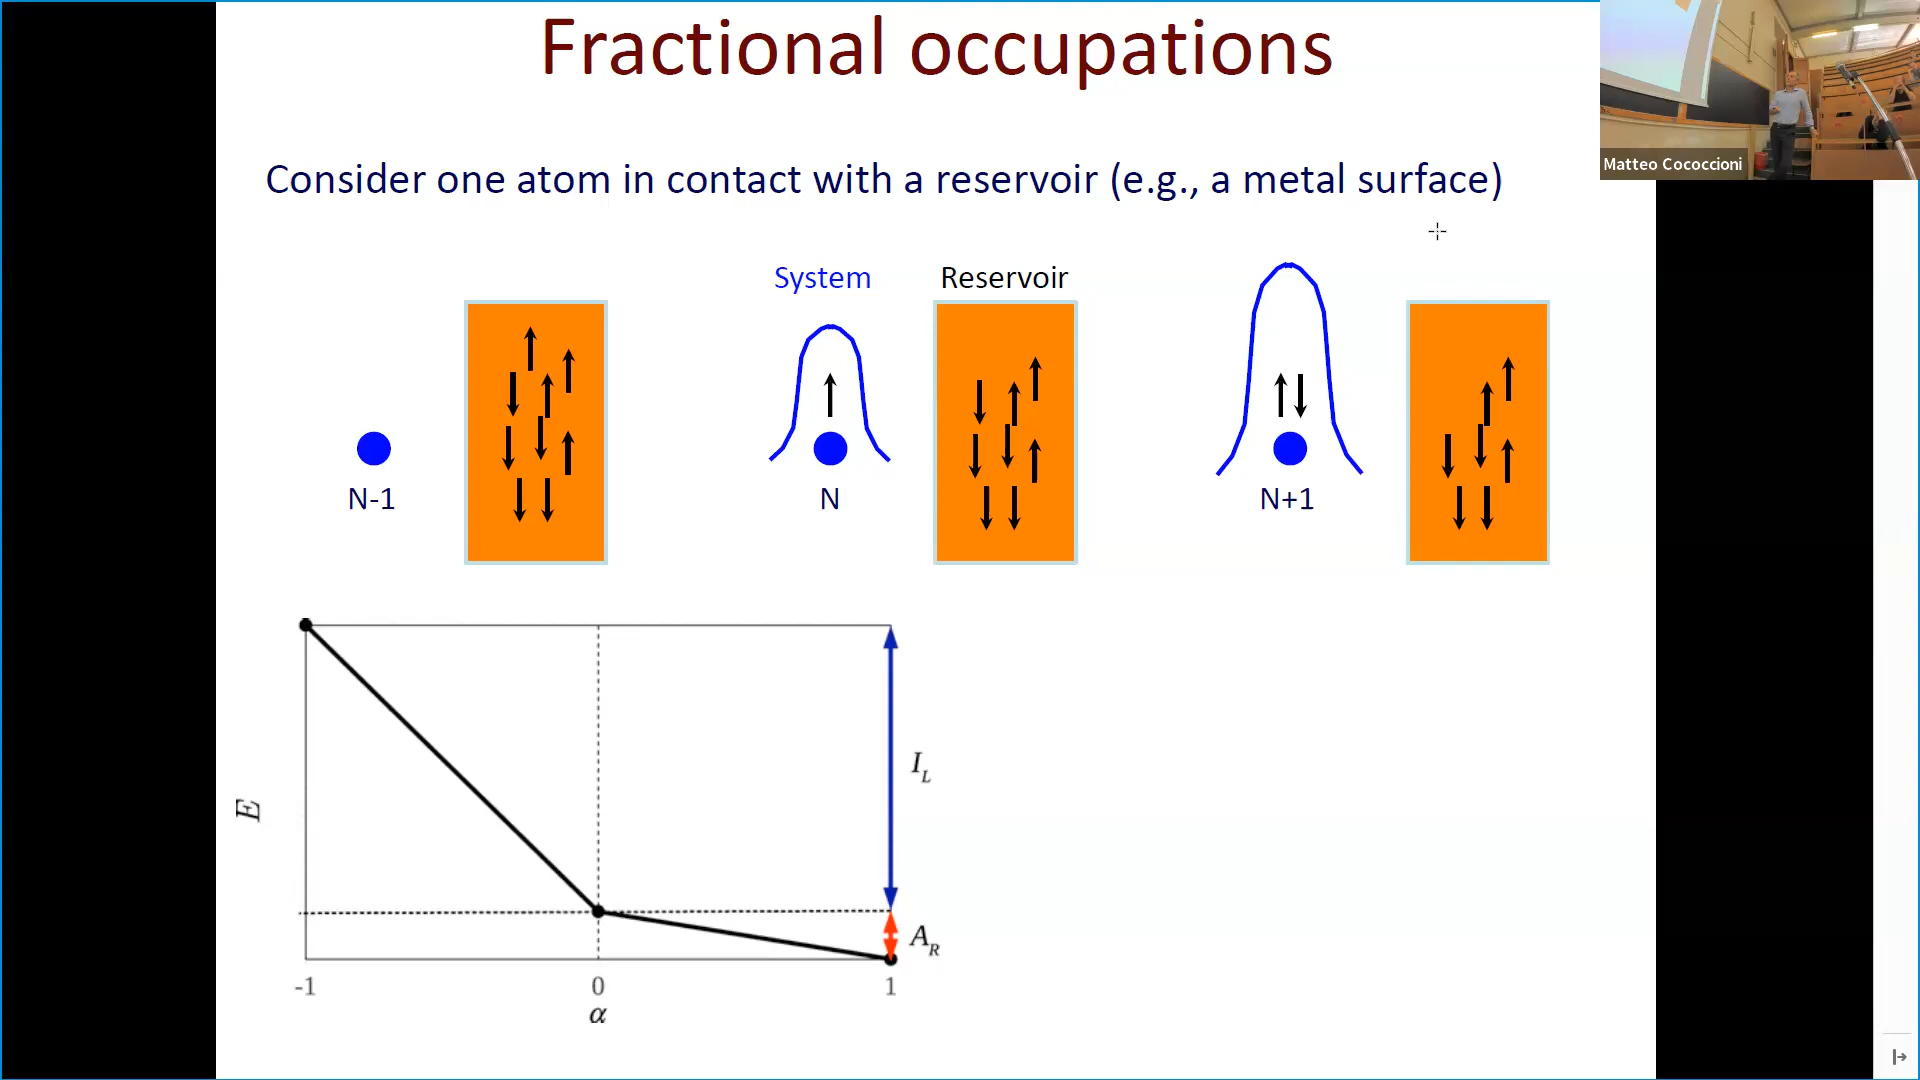 Fractional occupations
Matteo Cococcioni
Consider one atom in contact with a reservoir (e.g., a metal surface)
System
Reservoir
N-1
N
N+1
I_L
E
A_R
-1
0
1
α